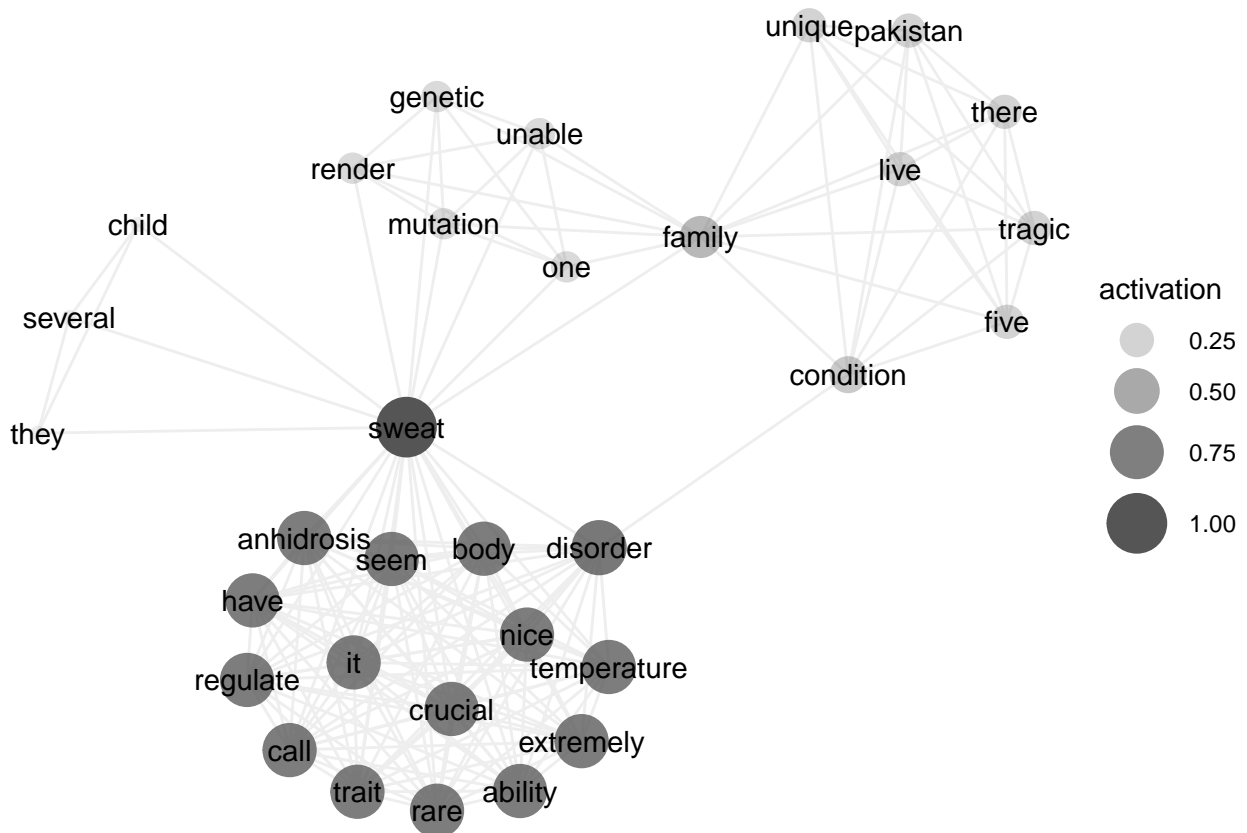 unique
pakistan
genetic
unable
there
render
live
child
mutation
family
tragic
one
activation
several
five
0.25
condition
0.50
they
sweat
0.75
1.00
anhidrosis
seem
body
disorder
have
nice
regulate
it
temperature
crucial
call
extremely
trait
rare
ability